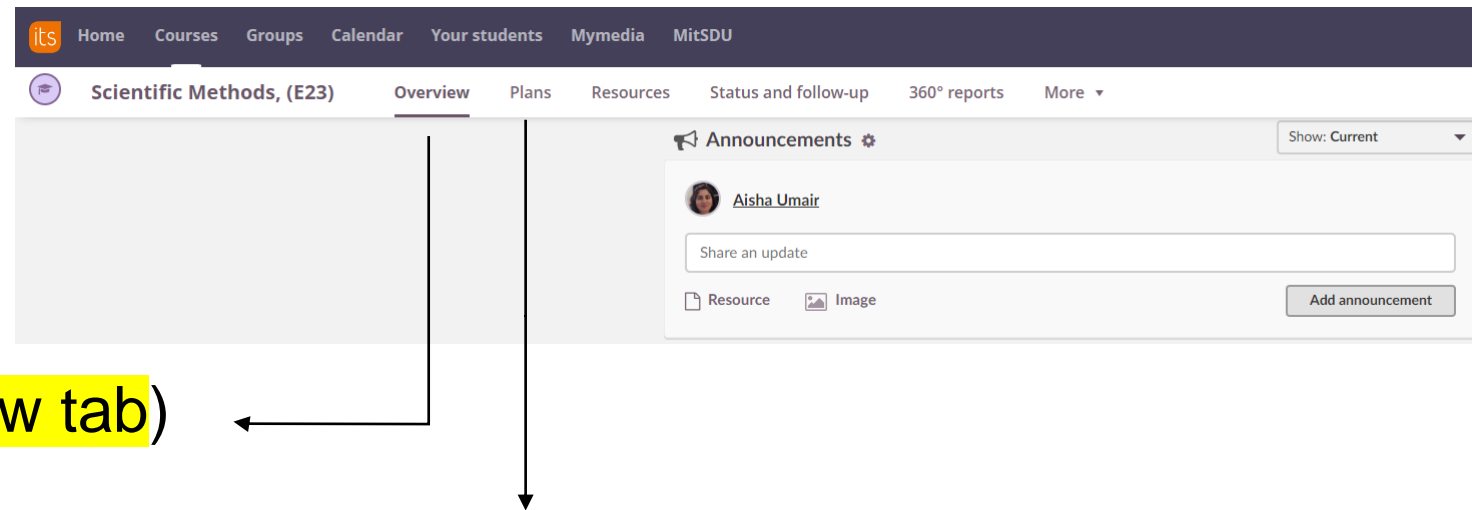 its Home Courses Groups Calendar Your students Mymedia MitSDU
Scientific Methods, (E23) Overview Plans Resources Status and follow-up 360° reports More
Announcements Show: Current
Aisha Umair
Share an update
Resource Image Add announcement
w tab)